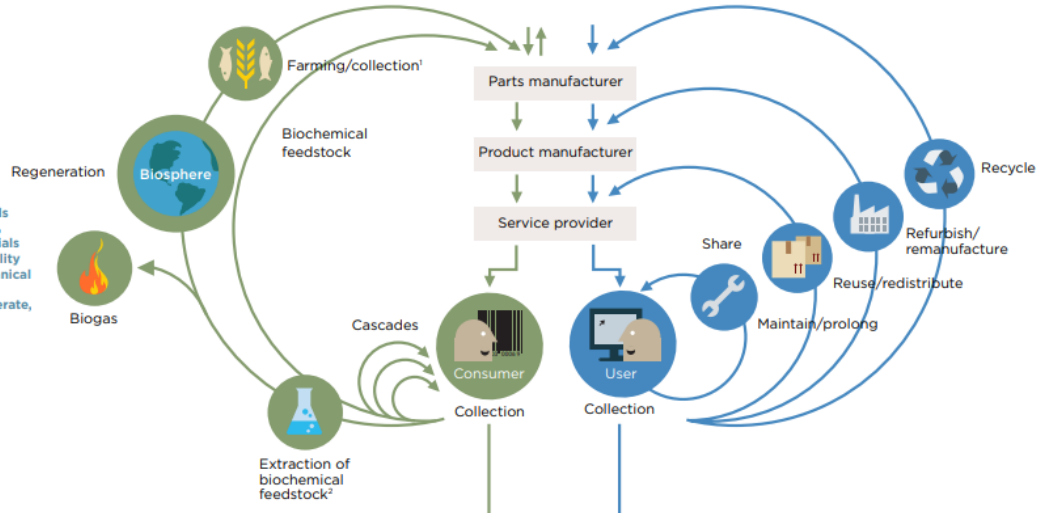 Farming/collection¹
Parts manufacturer
Biochemical
feedstock
Regeneration
Biosphere
Product manufacturer
Recycle
Service provider
Share
Refurbish/
remanufacture
Reuse/redistribute
Biogas
Cascades
Maintain/prolong
Consumer
User
Collection
Collection
Extraction of
biochemical
feedstock²